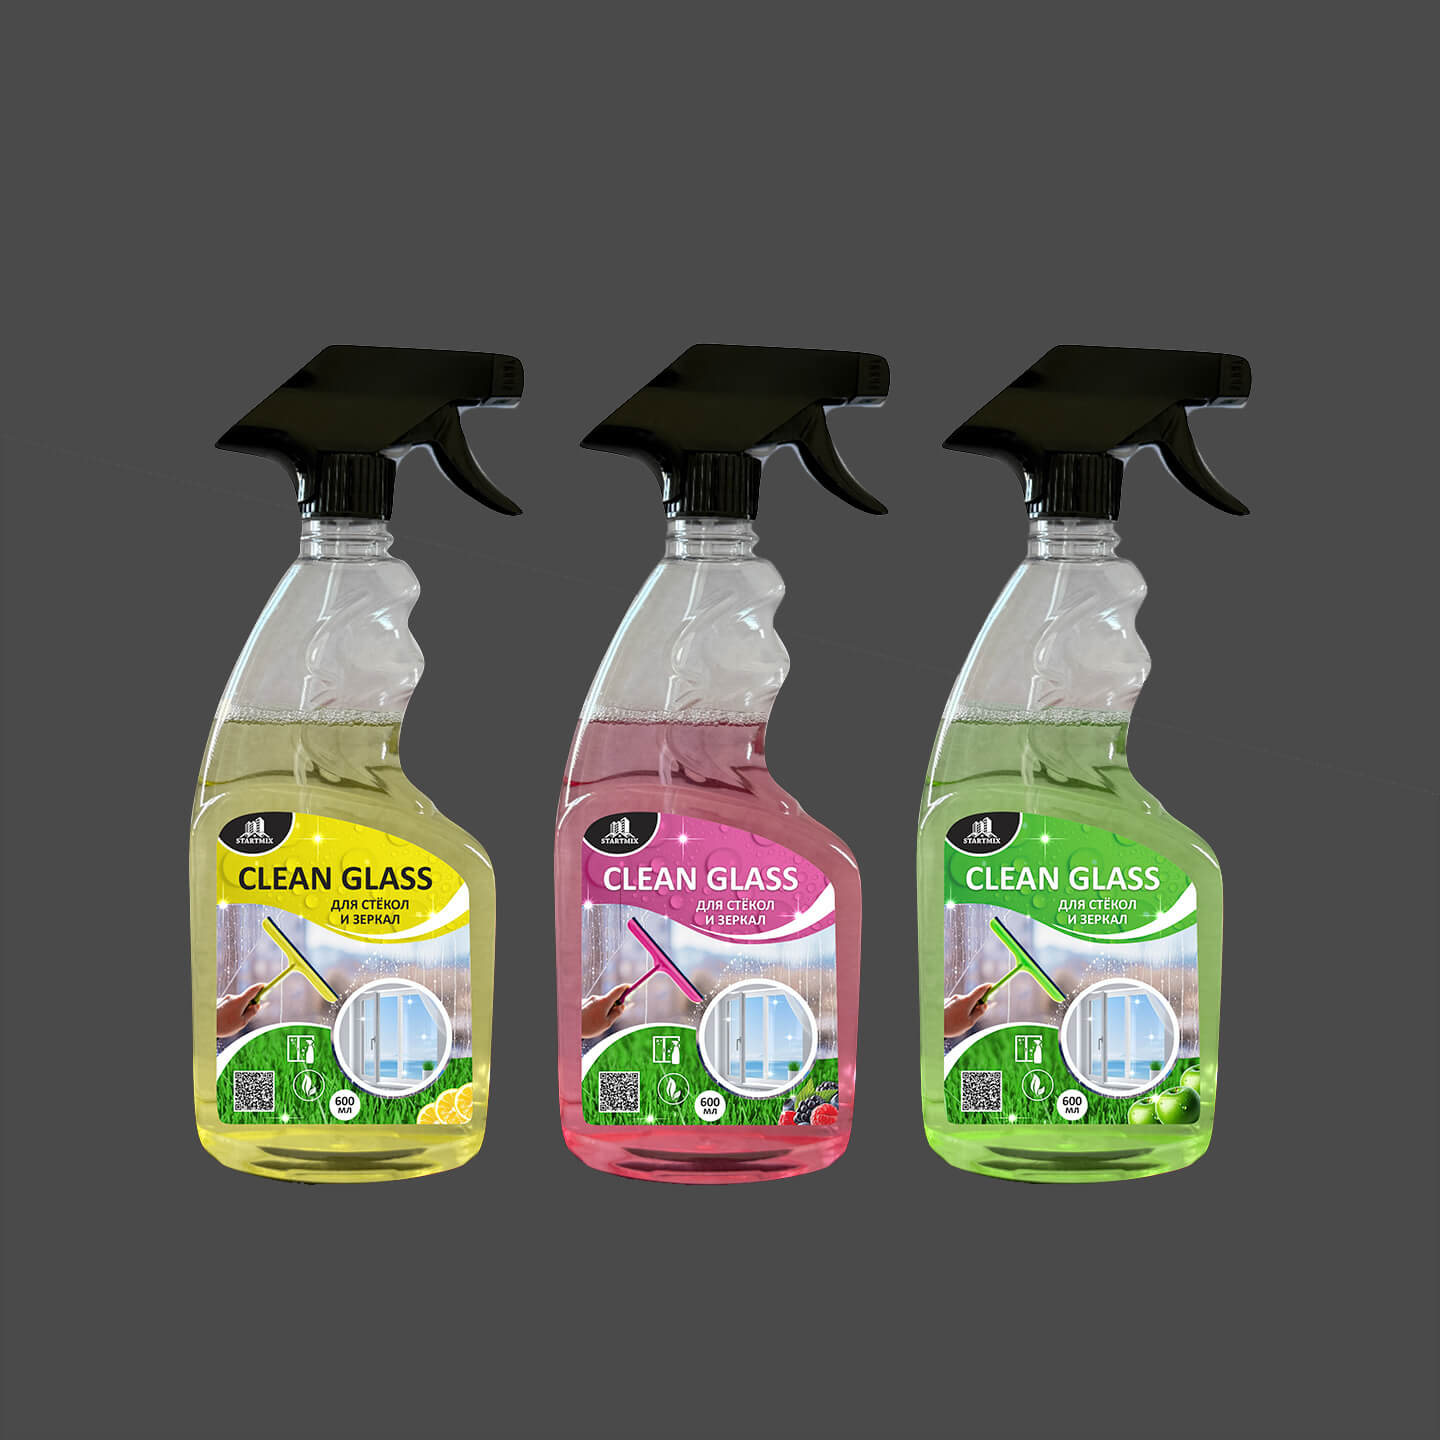 STARTMIX
CLEAN GLASS
ДЛЯ СТЁКОЛ
И ЗЕРКАЛ
600
мл
STARTMIX
CLEAN GLASS
ДЛЯ СТЁКОЛ
И ЗЕРКАЛ
600
мл
STARTMIX
CLEAN GLASS
ДЛЯ СТЁКОЛ
И ЗЕРКАЛ
600
мл